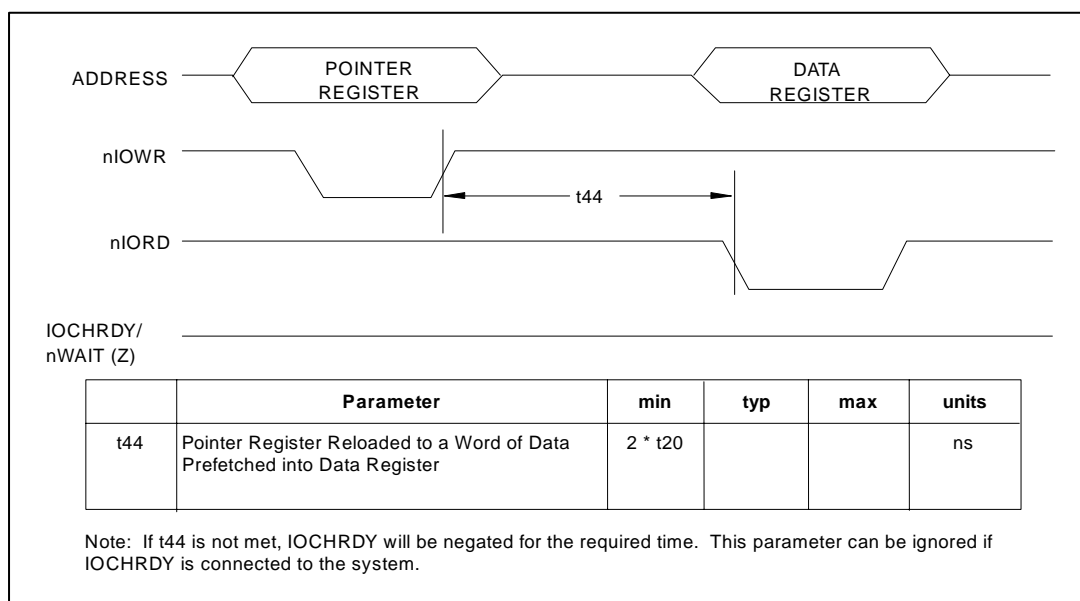 ADDRESS
POINTER
REGISTER
DATA
REGISTER
nIOWR
t44
nIORD
IOCHRDY/
nWAIT (Z)
Parameter min typ max units
t44 Pointer Register Reloaded to a Word of Data 2 * t20 ns
Prefetched into Data Register
Note: If t44 is not met, IOCHRDY will be negated for the required time. This parameter can be ignored if
IOCHRDY is connected to the system.